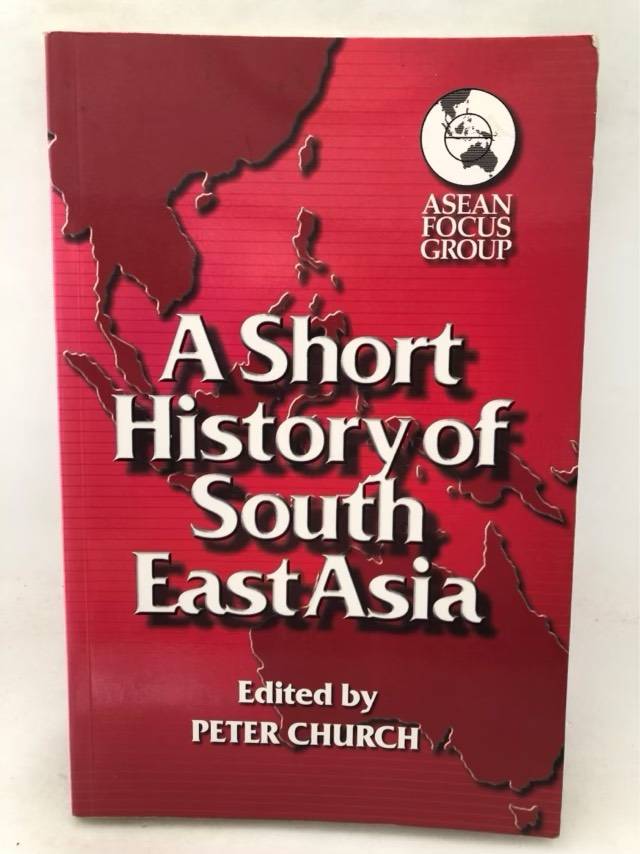 ASEAN
FOCUS
GROUP
A Short
History of
South
East Asia
Edited by
PETER CHURCH